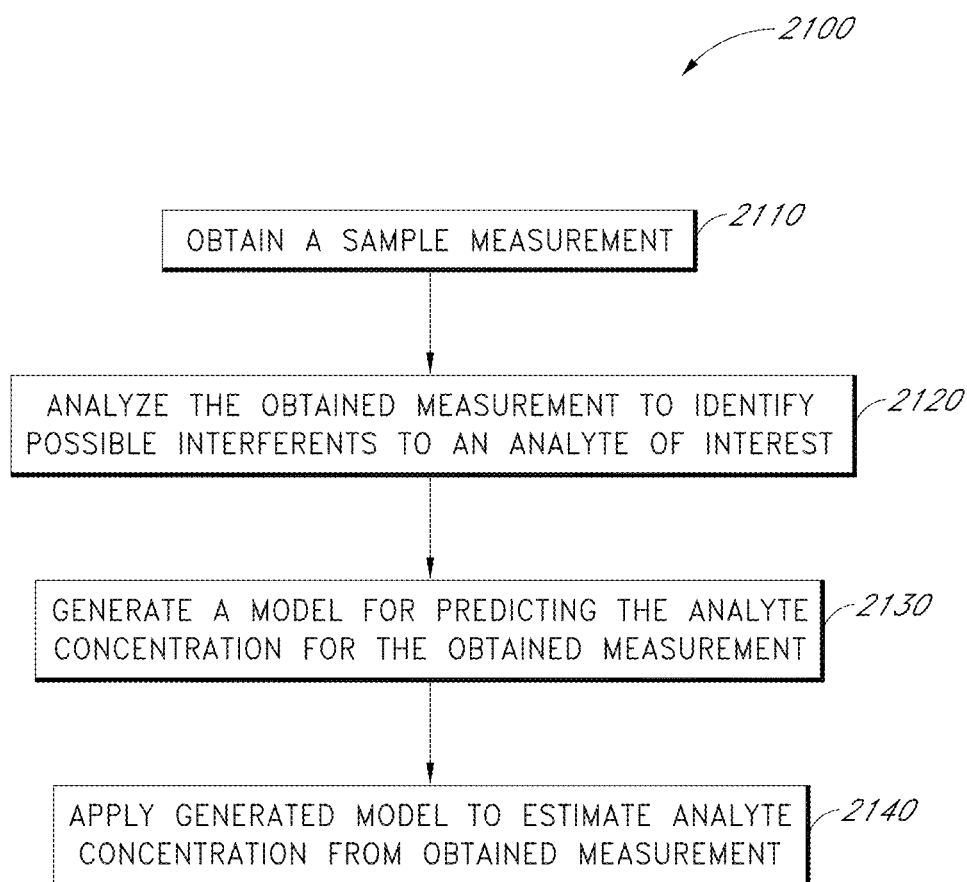 2100
2110
OBTAIN A SAMPLE MEASUREMENT
2120
ANALYZE THE OBTAINED MEASUREMENT TO IDENTIFY
POSSIBLE INTERFERENTS TO AN ANALYTE OF INTEREST
2130
GENERATE A MODEL FOR PREDICTING THE ANALYTE
CONCENTRATION FOR THE OBTAINED MEASUREMENT
2140
APPLY GENERATED MODEL TO ESTIMATE ANALYTE
CONCENTRATION FROM OBTAINED MEASUREMENT